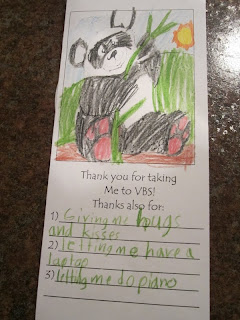 Thank you for taking
Me to VBS!
Thanks also for:
1) Giving me hugs
and kisses
2) letting me have a
laptop
3) letting me do piano